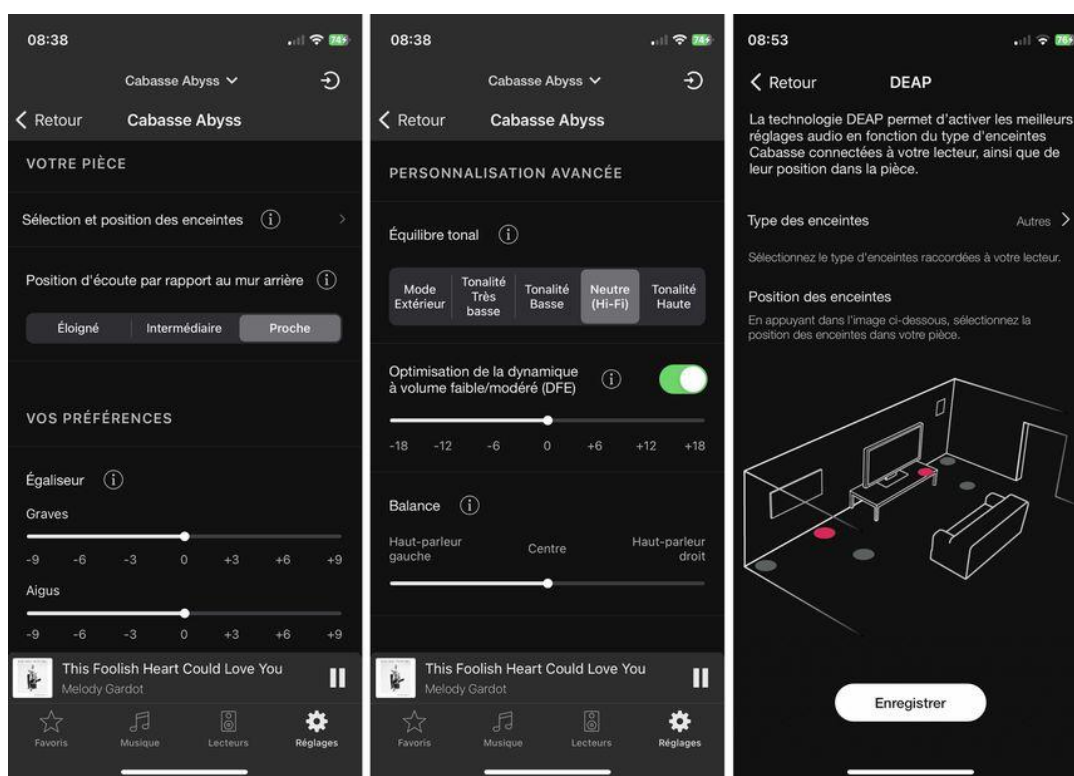 08:38
74
Cabasse Abyss
Retour
Cabasse Abyss
VOTRE PIÈCE
Sélection et position des enceintes
Position d'écoute par rapport au mur arrière
Éloigné Intermédiaire Proche
VOS PRÉFÉRENCES
Égaliseur
Graves
-9 -6 -3 0 +3 +6 +9
Aigus
-9 -6 -3 0 +3 +6 +9
This Foolish Heart Could Love You
Melody Gardot
Favoris Musique Lecteurs Réglages
08:38
74
Cabasse Abyss
Retour
Cabasse Abyss
PERSONNALISATION AVANCÉE
Équilibre tonal
Mode
Extérieur
Tonalité
Très
basse
Tonalité
Basse
Neutre
(Hi-Fi)
Tonalité
Haute
Optimisation de la dynamique
à volume faible/modéré (DFE)
-18 -12 -6 0 +6 +12 +18
Balance
Haut-parleur
gauche
Centre
Haut-parleur
droit
This Foolish Heart Could Love You
Melody Gardot
Favoris Musique Lecteurs Réglages
08:53
76
Retour
DEAP
La technologie DEAP permet d'activer les meilleurs
réglages audio en fonction du type d'enceintes
Cabasse connectées à votre lecteur, ainsi que de
leur position dans la pièce.
Type des enceintes Autres
Sélectionnez le type d'enceintes raccordées à votre lecteur.
Position des enceintes
En appuyant dans l'image ci-dessous, sélectionnez la
position des enceintes dans votre pièce.
Enregistrer